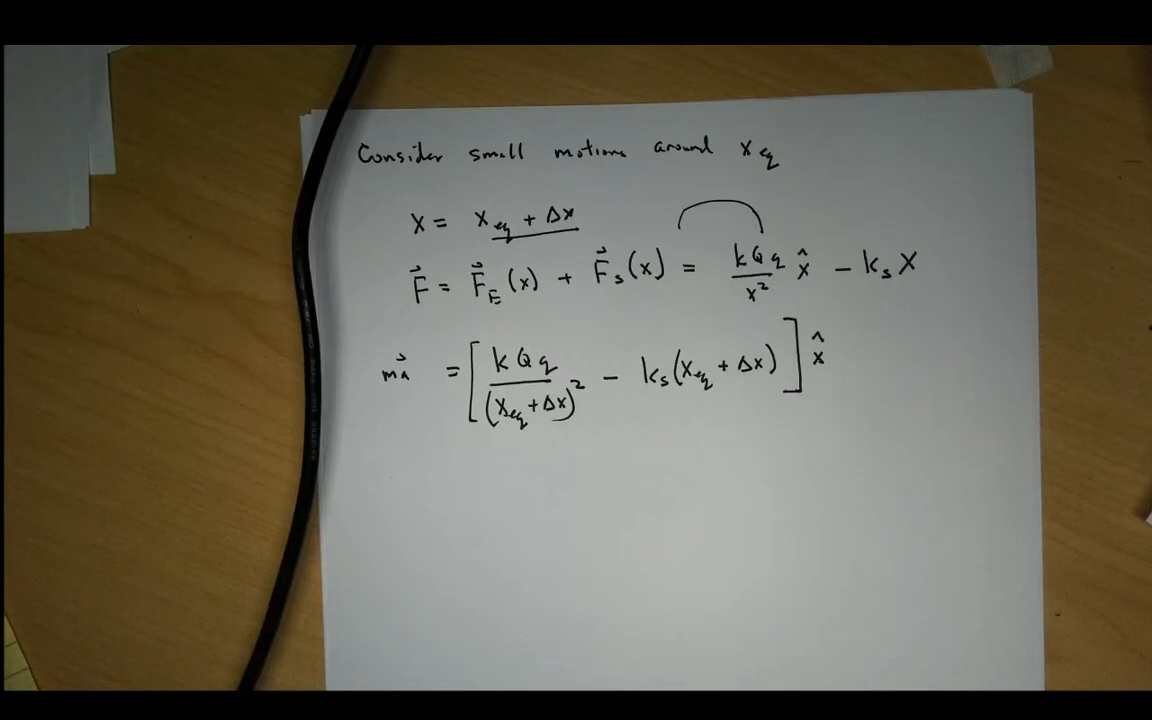 Consider small motions around x_eq
x = x_eq + Δx
F⃗ = F⃗_E(x) + F⃗_s(x) = kQq/x² x̂ − k_s x
ma⃗ = [kQq/(x_eq + Δx)² − k_s(x_eq + Δx)] x̂